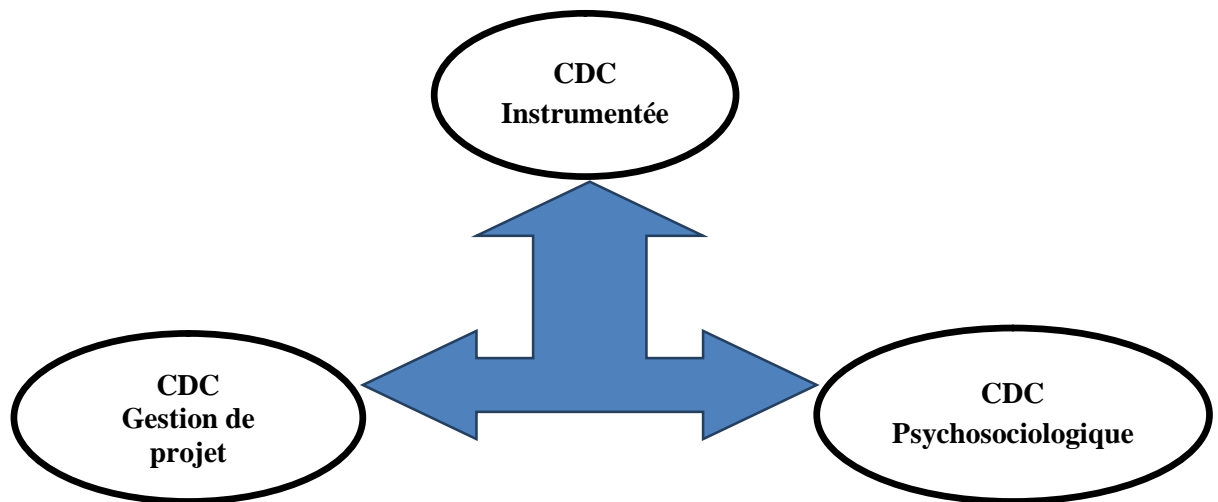 CDC
Instrumentée
CDC
Gestion de
projet
CDC
Psychosociologique